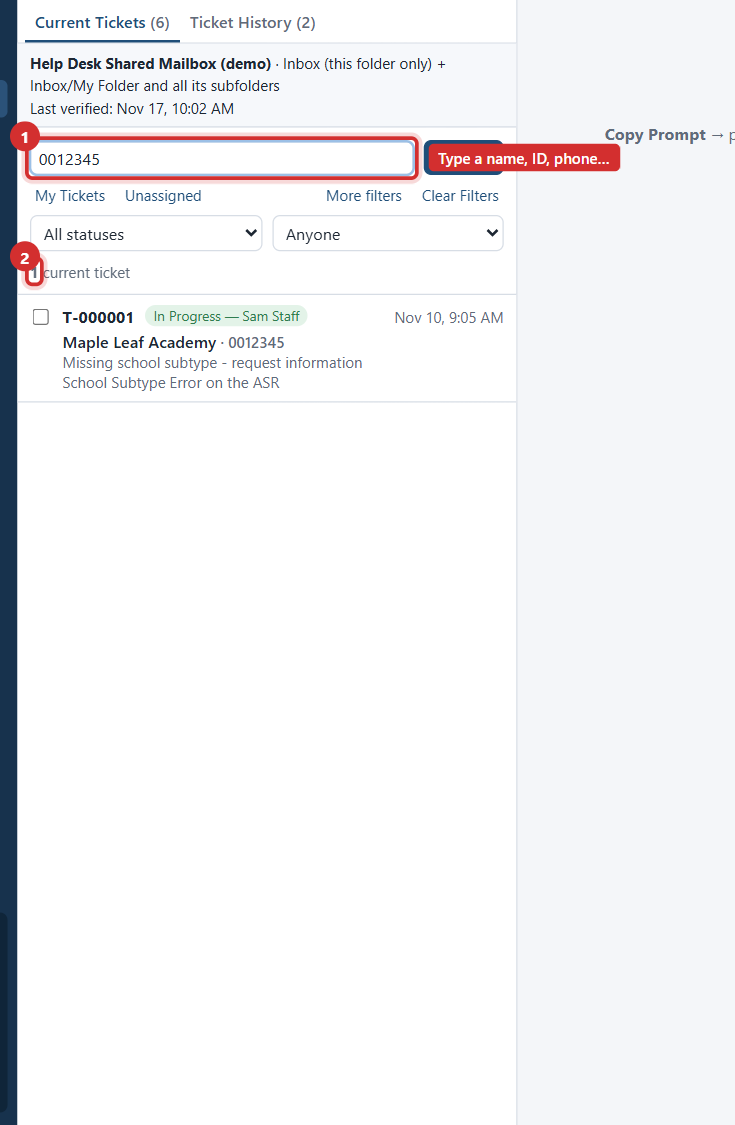 Current Tickets (6) Ticket History (2)
Help Desk Shared Mailbox (demo) · Inbox (this folder only) +
Inbox/My Folder and all its subfolders
Last verified: Nov 17, 10:02 AM
Copy Prompt →
1
0012345
Type a name, ID, phone...
My Tickets Unassigned More filters Clear Filters
All statuses Anyone
2
1 current ticket
T-000001 In Progress — Sam Staff Nov 10, 9:05 AM
Maple Leaf Academy · 0012345
Missing school subtype - request information
School Subtype Error on the ASR